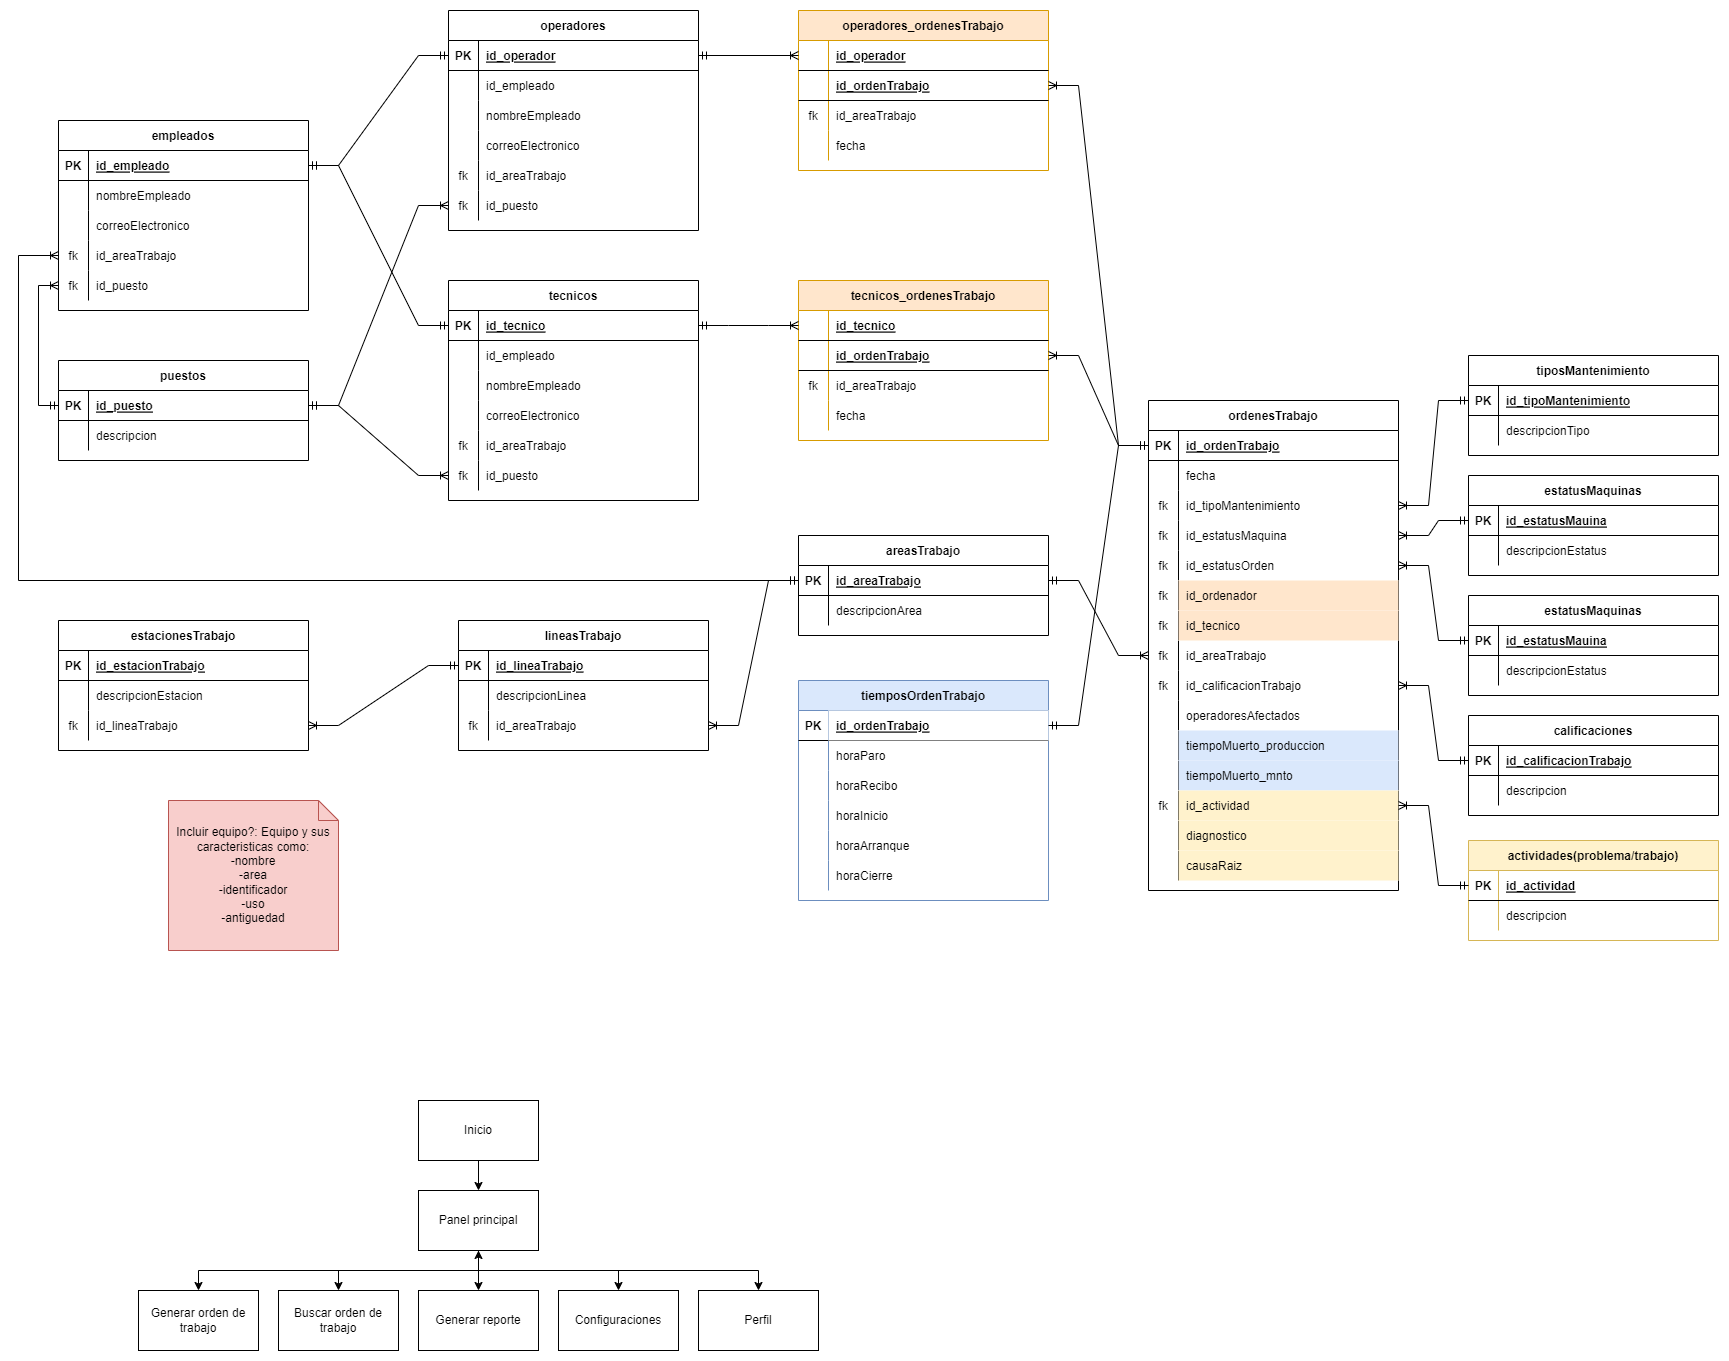 operadores
PK id_operador
id_empleado
nombreEmpleado
correoElectronico
fk id_areaTrabajo
fk id_puesto
operadores_ordenesTrabajo
id_operador
id_ordenTrabajo
fk id_areaTrabajo
fecha
empleados
PK id_empleado
nombreEmpleado
correoElectronico
fk id_areaTrabajo
fk id_puesto
tecnicos
PK id_tecnico
id_empleado
nombreEmpleado
correoElectronico
fk id_areaTrabajo
fk id_puesto
tecnicos_ordenesTrabajo
id_tecnico
id_ordenTrabajo
fk id_areaTrabajo
fecha
puestos
PK id_puesto
descripcion
ordenesTrabajo
PK id_ordenTrabajo
fecha
fk id_tipoMantenimiento
fk id_estatusMaquina
fk id_estatusOrden
fk id_ordenador
fk id_tecnico
fk id_areaTrabajo
fk id_calificacionTrabajo
operadoresAfectados
tiempoMuerto_produccion
tiempoMuerto_mnto
fk id_actividad
diagnostico
causaRaiz
tiposMantenimiento
PK id_tipoMantenimiento
descripcionTipo
estatusMaquinas
PK id_estatusMauina
descripcionEstatus
estatusMaquinas
PK id_estatusMauina
descripcionEstatus
calificaciones
PK id_calificacionTrabajo
descripcion
actividades(problema/trabajo)
PK id_actividad
descripcion
areasTrabajo
PK id_areaTrabajo
descripcionArea
estacionesTrabajo
PK id_estacionTrabajo
descripcionEstacion
fk id_lineaTrabajo
lineasTrabajo
PK id_lineaTrabajo
descripcionLinea
fk id_areaTrabajo
tiemposOrdenTrabajo
PK id_ordenTrabajo
horaParo
horaRecibo
horaInicio
horaArranque
horaCierre
Incluir equipo?: Equipo y sus
caracteristicas como:
-nombre
-area
-identificador
-uso
-antiguedad
Inicio
Panel principal
Generar orden de
trabajo
Buscar orden de
trabajo
Generar reporte
Configuraciones
Perfil